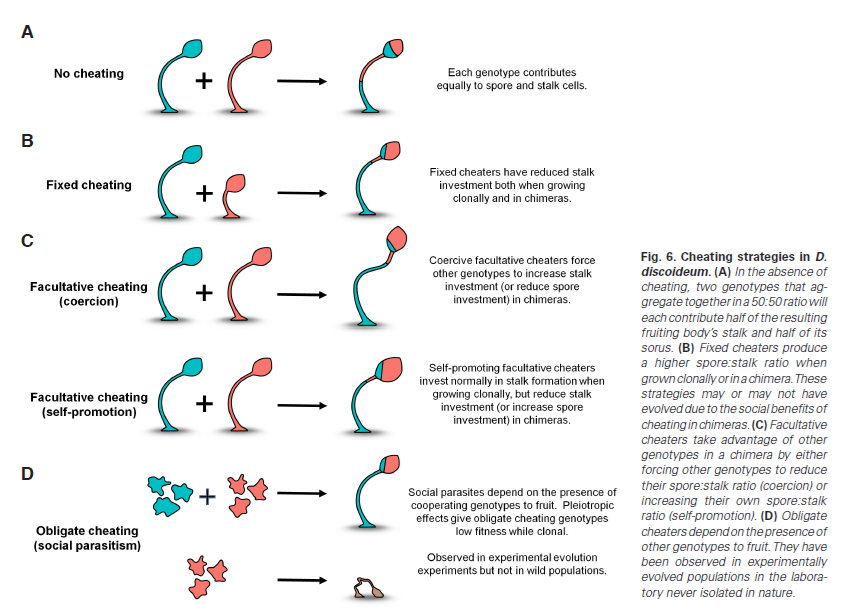 A
No cheating
+
Each genotype contributes
equally to spore and stalk cells.
B
Fixed cheating
+
Fixed cheaters have reduced stalk
investment both when growing
clonally and in chimeras.
C
Facultative cheating
(coercion)
+
Coercive facultative cheaters force
other genotypes to increase stalk
investment (or reduce spore
investment) in chimeras.
Facultative cheating
(self-promotion)
+
Self-promoting facultative cheaters
invest normally in stalk formation when
growing clonally, but reduce stalk
investment (or increase spore
investment) in chimeras.
D
Obligate cheating
(social parasitism)
+
Social parasites depend on the presence of
cooperating genotypes to fruit. Pleiotropic
effects give obligate cheating genotypes
low fitness while clonal.
Observed in experimental evolution
experiments but not in wild populations.
Fig. 6. Cheating strategies in D.
discoideum. (A) In the absence of
cheating, two genotypes that ag-
gregate together in a 50:50 ratio will
each contribute half of the resulting
fruiting body's stalk and half of its
sorus. (B) Fixed cheaters produce
a higher spore:stalk ratio when
grown clonally or in a chimera. These
strategies may or may not have
evolved due to the social benefits of
cheating in chimeras. (C) Facultative
cheaters take advantage of other
genotypes in a chimera by either
forcing other genotypes to reduce
their spore:stalk ratio (coercion) or
increasing their own spore:stalk
ratio (self-promotion). (D) Obligate
cheaters depend on the presence of
other genotypes to fruit. They have
been observed in experimentally
evolved populations in the labora-
tory never isolated in nature.